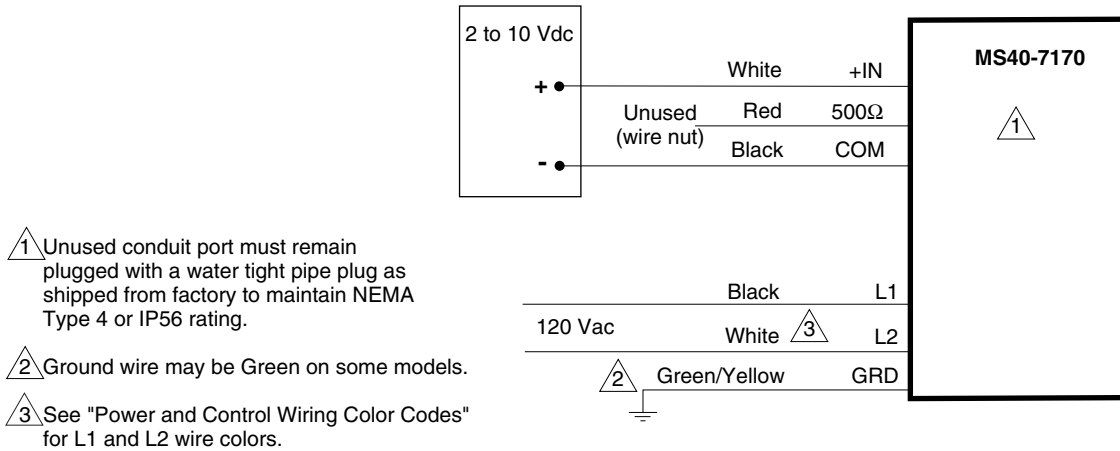 2 to 10 Vdc
MS40-7170
+
White +IN
Unused
(wire nut)
Red 500Ω
Black COM
-
1
1 Unused conduit port must remain
plugged with a water tight pipe plug as
shipped from factory to maintain NEMA
Type 4 or IP56 rating.
2 Ground wire may be Green on some models.
3 See "Power and Control Wiring Color Codes"
for L1 and L2 wire colors.
Black L1
120 Vac
White 3 L2
2 Green/Yellow GRD